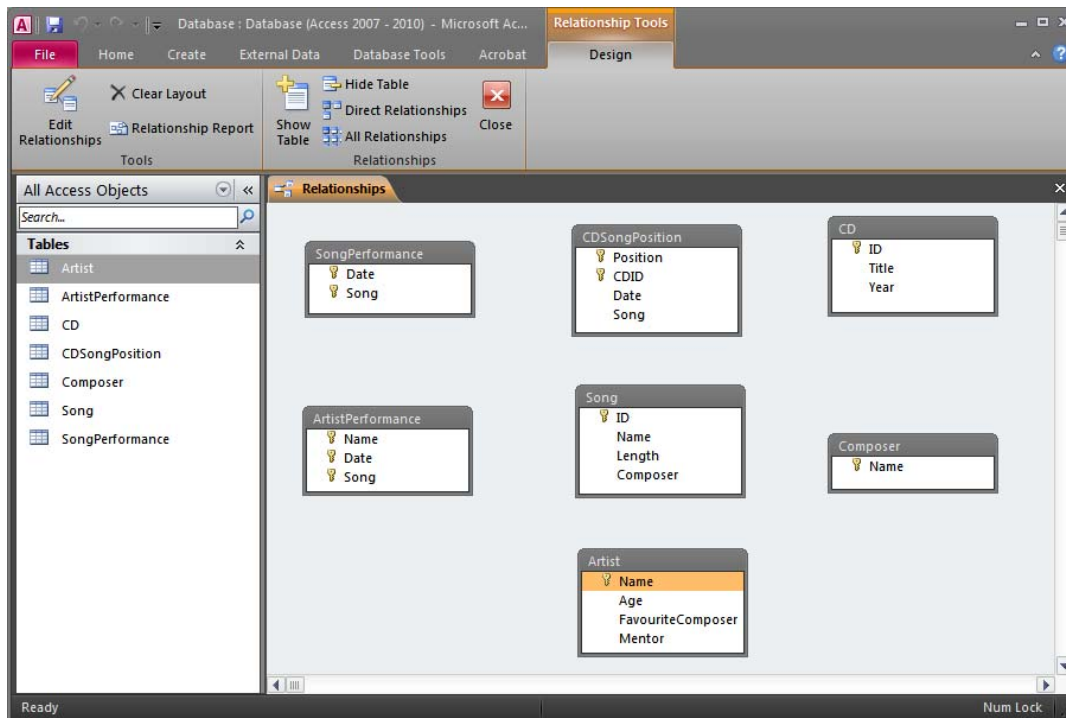 Database : Database (Access 2007 - 2010) - Microsoft Ac...
Relationship Tools
File Home Create External Data Database Tools Acrobat Design
Edit Relationships
Clear Layout
Relationship Report
Tools
Show Table
Hide Table
Direct Relationships
All Relationships
Close
Relationships
All Access Objects
Search...
Tables
Artist
ArtistPerformance
CD
CDSongPosition
Composer
Song
SongPerformance
Relationships
SongPerformance
Date
Song
CDSongPosition
Position
CDID
Date
Song
CD
ID
Title
Year
ArtistPerformance
Name
Date
Song
Song
ID
Name
Length
Composer
Composer
Name
Artist
Name
Age
FavouriteComposer
Mentor
Ready
Num Lock